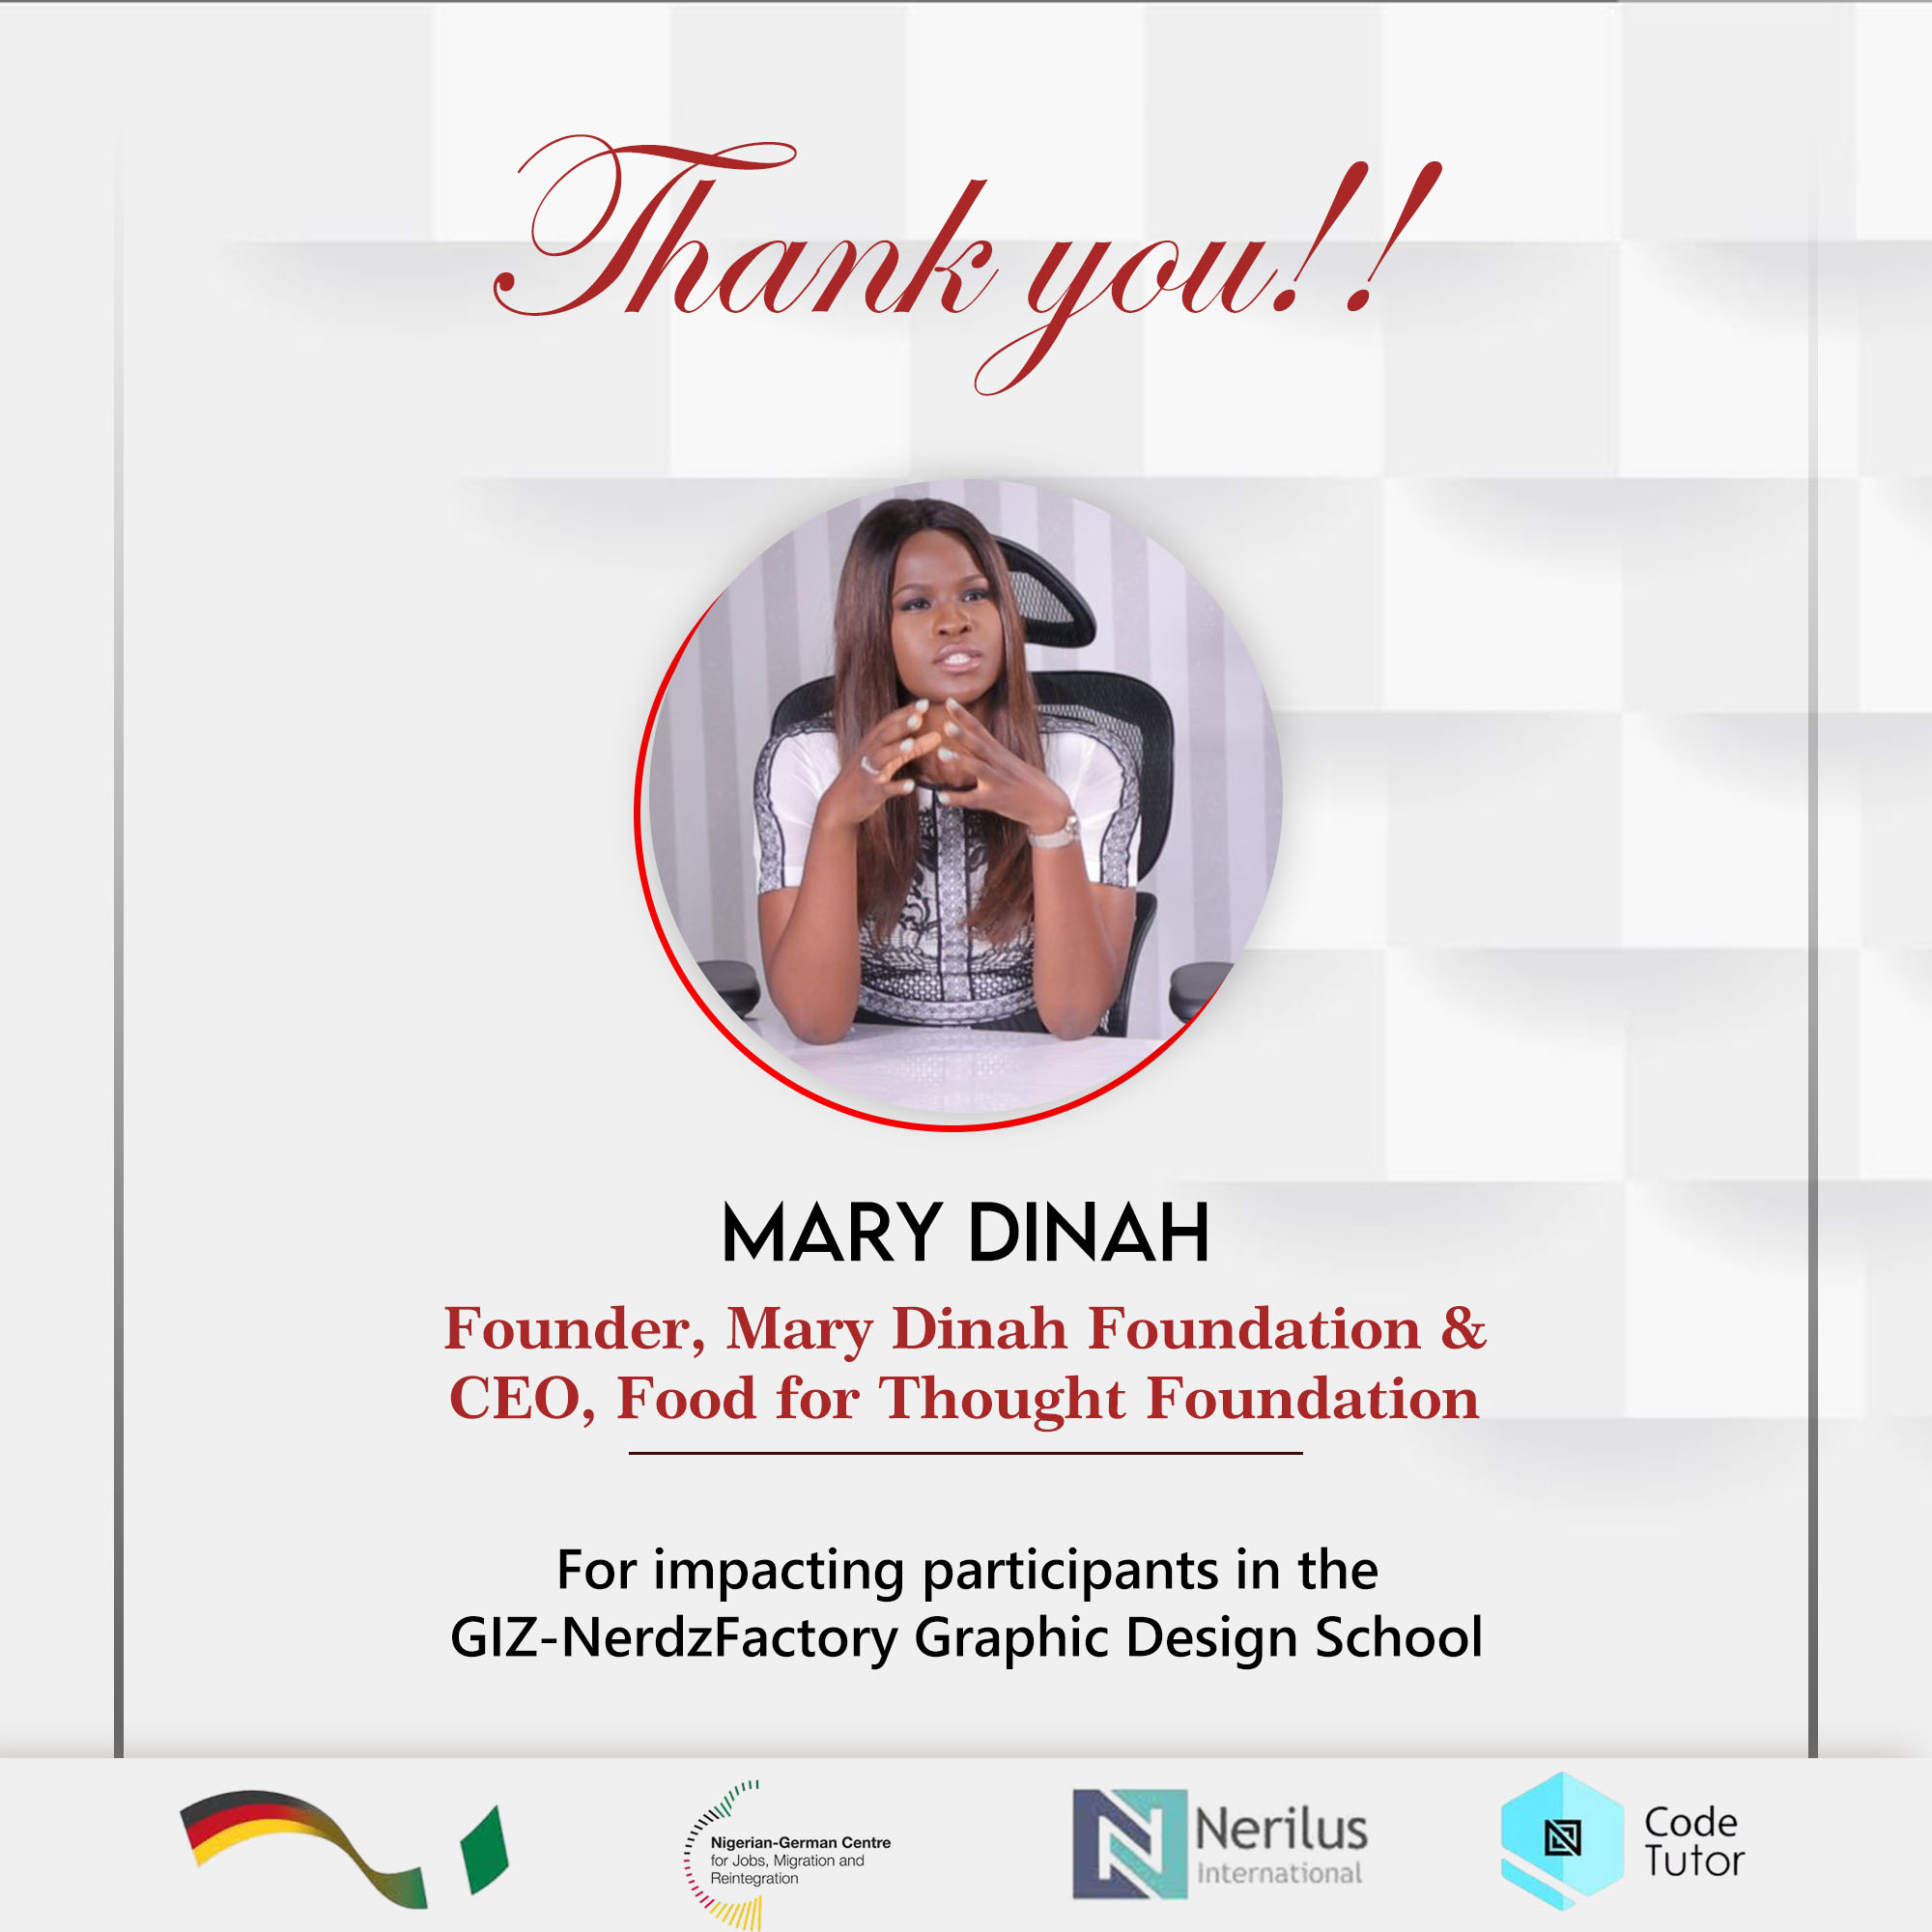 Thank you!!
MARY DINAH
Founder, Mary Dinah Foundation &
CEO, Food for Thought Foundation
For impacting participants in the
GIZ-NerdzFactory Graphic Design School
Nigerian-German Centre
for Jobs, Migration and
Reintegration
Nerilus
International
Code
Tutor